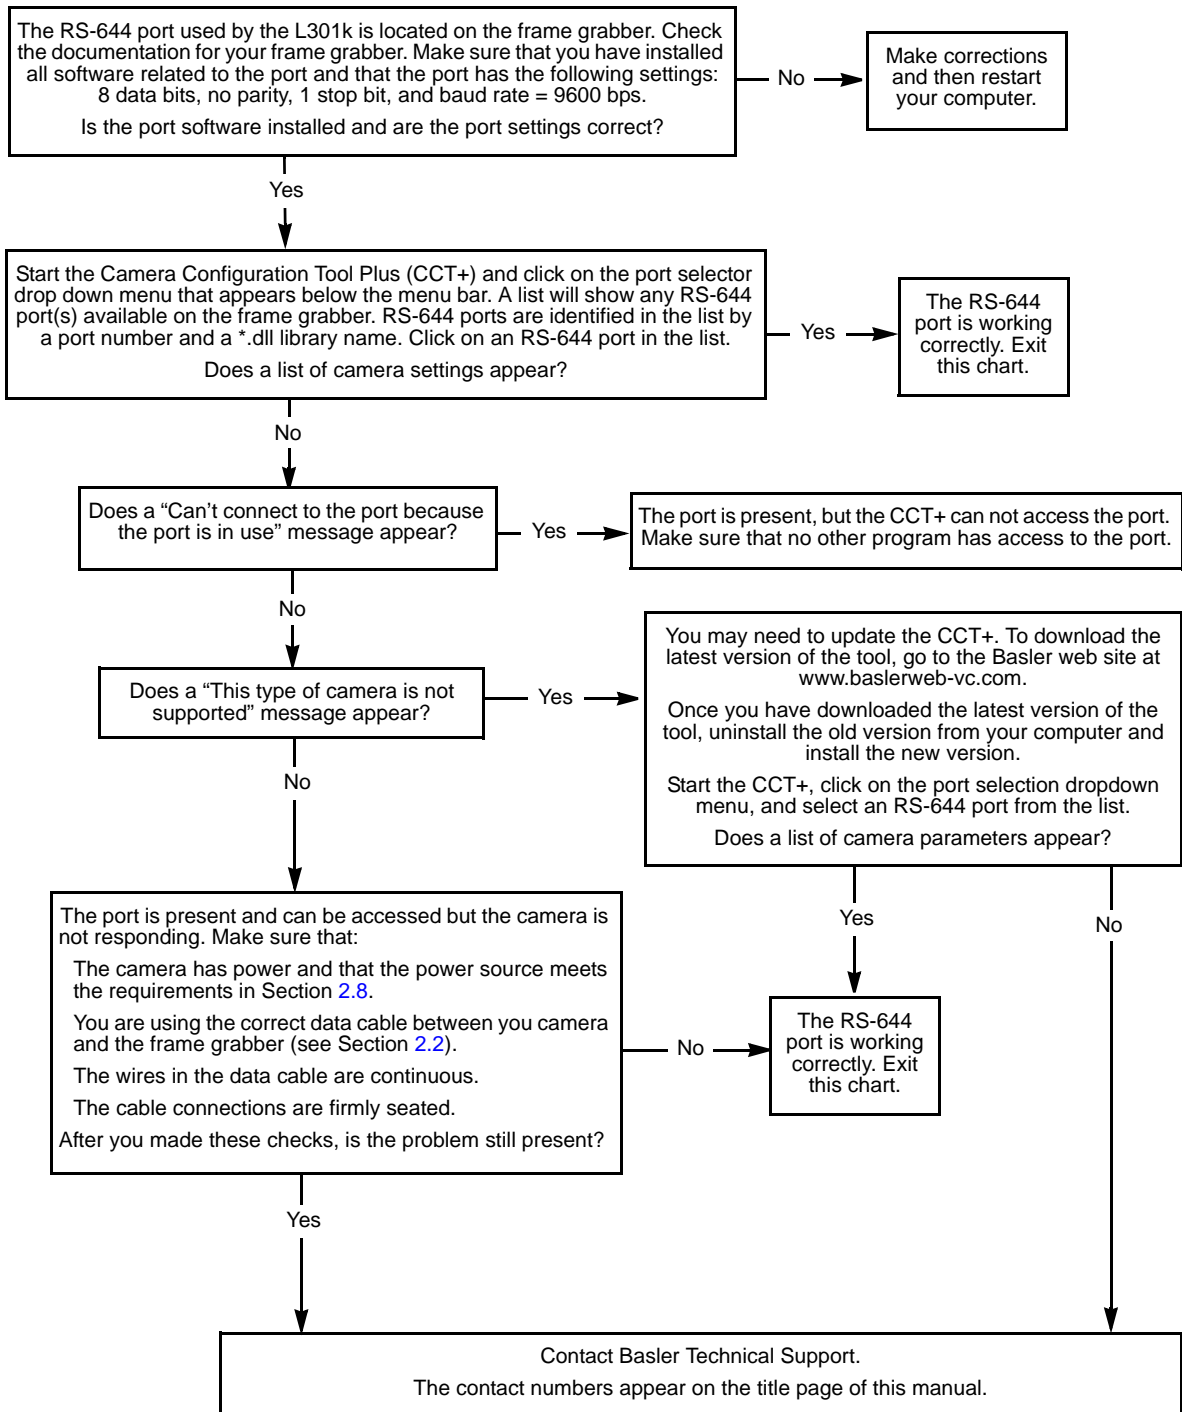 The RS-644 port used by the L301k is located on the frame grabber. Check
the documentation for your frame grabber. Make sure that you have installed
all software related to the port and that the port has the following settings:
8 data bits, no parity, 1 stop bit, and baud rate = 9600 bps.
Is the port software installed and are the port settings correct?
No
Make corrections
and then restart
your computer.
Yes
Start the Camera Configuration Tool Plus (CCT+) and click on the port selector
drop down menu that appears below the menu bar. A list will show any RS-644
port(s) available on the frame grabber. RS-644 ports are identified in the list by
a port number and a *.dll library name. Click on an RS-644 port in the list.
Does a list of camera settings appear?
Yes
The RS-644
port is working
correctly. Exit
this chart.
No
Does a “Can’t connect to the port because
the port is in use” message appear?
Yes
The port is present, but the CCT+ can not access the port.
Make sure that no other program has access to the port.
No
Does a “This type of camera is not
supported” message appear?
Yes
You may need to update the CCT+. To download the
latest version of the tool, go to the Basler web site at
www.baslerweb-vc.com.
Once you have downloaded the latest version of the
tool, uninstall the old version from your computer and
install the new version.
Start the CCT+, click on the port selection dropdown
menu, and select an RS-644 port from the list.
Does a list of camera parameters appear?
No
The port is present and can be accessed but the camera is
not responding. Make sure that:
The camera has power and that the power source meets
the requirements in Section 2.8.
You are using the correct data cable between you camera
and the frame grabber (see Section 2.2).
The wires in the data cable are continuous.
The cable connections are firmly seated.
After you made these checks, is the problem still present?
No
Yes
No
The RS-644
port is working
correctly. Exit
this chart.
Yes
Contact Basler Technical Support.
The contact numbers appear on the title page of this manual.